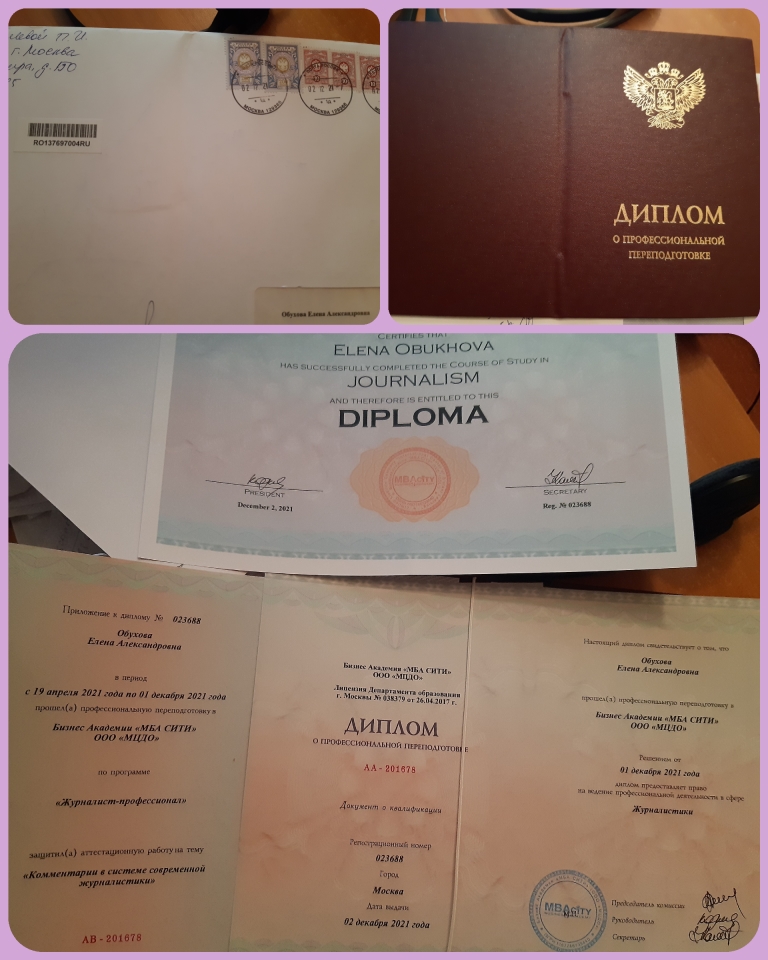 г. Москва
д. 150
МОСКВА 129366
RO137697004RU
Обухова Елена Александровна
ДИПЛОМ
О ПРОФЕССИОНАЛЬНОЙ
ПЕРЕПОДГОТОВКЕ
CERTIFIES THAT
ELENA OBUKHOVA
HAS SUCCESSFULLY COMPLETED THE COURSE OF STUDY IN
JOURNALISM
AND THEREFORE IS ENTITLED TO THIS
DIPLOMA
MBA CITY
PRESIDENT
SECRETARY
December 2, 2021
Reg. № 023688
Приложение к диплому № 023688
Обухова
Елена Александровна
в период
с 19 апреля 2021 года по 01 декабря 2021 года
прошел(а) профессиональную переподготовку в
Бизнес Академии «МБА СИТИ»
ООО «МЦДО»
по программе
«Журналист-профессионал»
защитил(а) аттестационную работу на тему
«Комментарии в системе современной
журналистики»
АВ - 201678
Бизнес Академия «МБА СИТИ»
ООО «МЦДО»
Лицензия Департамента образования
г. Москвы № 038379 от 26.04.2017 г.
ДИПЛОМ
О ПРОФЕССИОНАЛЬНОЙ ПЕРЕПОДГОТОВКЕ
АА - 201678
Документ о квалификации
Регистрационный номер
023688
Город
Москва
Дата выдачи
02 декабря 2021 года
Настоящий диплом свидетельствует о том, что
Обухова
Елена Александровна
прошел(а) профессиональную переподготовку в
Бизнес Академии «МБА СИТИ»
ООО «МЦДО»
Решением от
01 декабря 2021 года
диплом предоставляет право
на ведение профессиональной деятельности в сфере
Журналистики
MBA CITY
Председатель комиссии
Руководитель
Секретарь